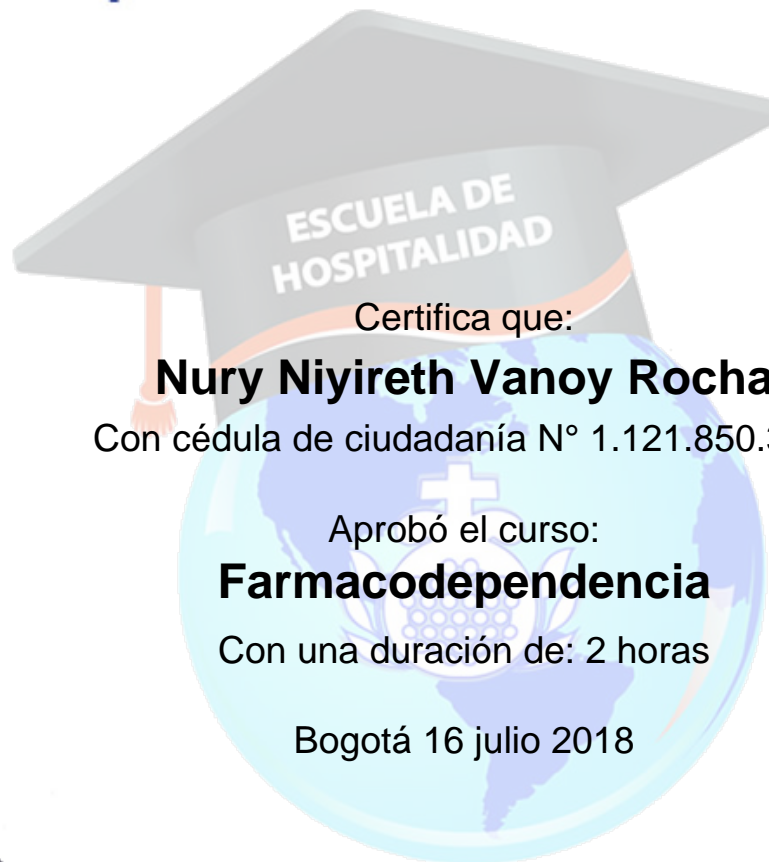 ESCUELA DE
HOSPITALIDAD
Certifica que:
Nury Niyireth Vanoy Rocha
Con cédula de ciudadanía N° 1.121.850.
Aprobó el curso:
Farmacodependencia
Con una duración de: 2 horas
Bogotá 16 julio 2018